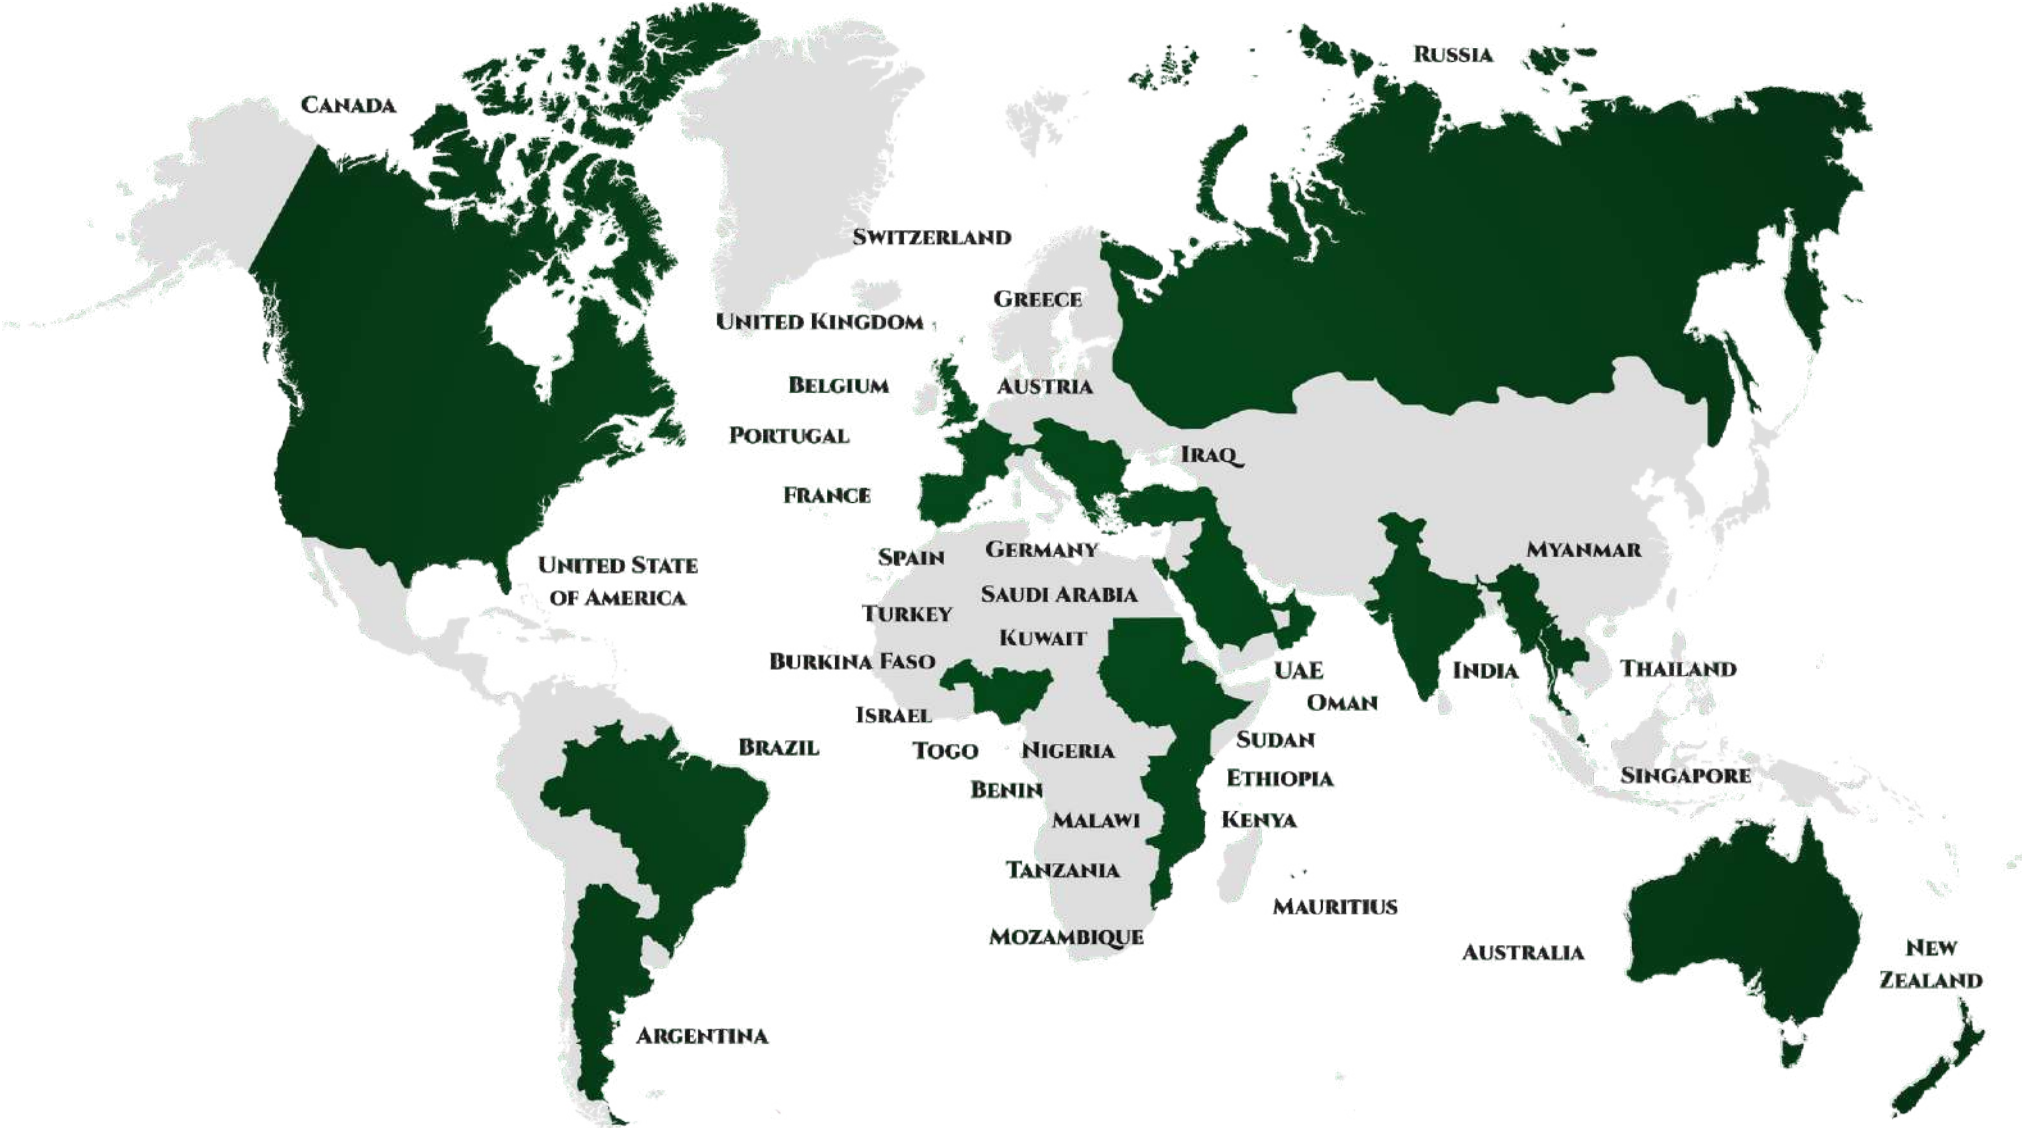 RUSSIA
CANADA
SWITZERLAND
GREECE
UNITED KINGDOM
BELGIUM
AUSTRIA
PORTUGAL
IRAQ
FRANCE
SPAIN
GERMANY
MYANMAR
UNITED STATE
OF AMERICA
SAUDI ARABIA
TURKEY
KUWAIT
BURKINA FASO
UAE
INDIA
THAILAND
OMAN
ISRAEL
BRAZIL
TOGO
NIGERIA
SUDAN
BENIN
ETHIOPIA
SINGAPORE
MALAWI
KENYA
TANZANIA
MAURITIUS
MOZAMBIQUE
AUSTRALIA
NEW
ZEALAND
ARGENTINA